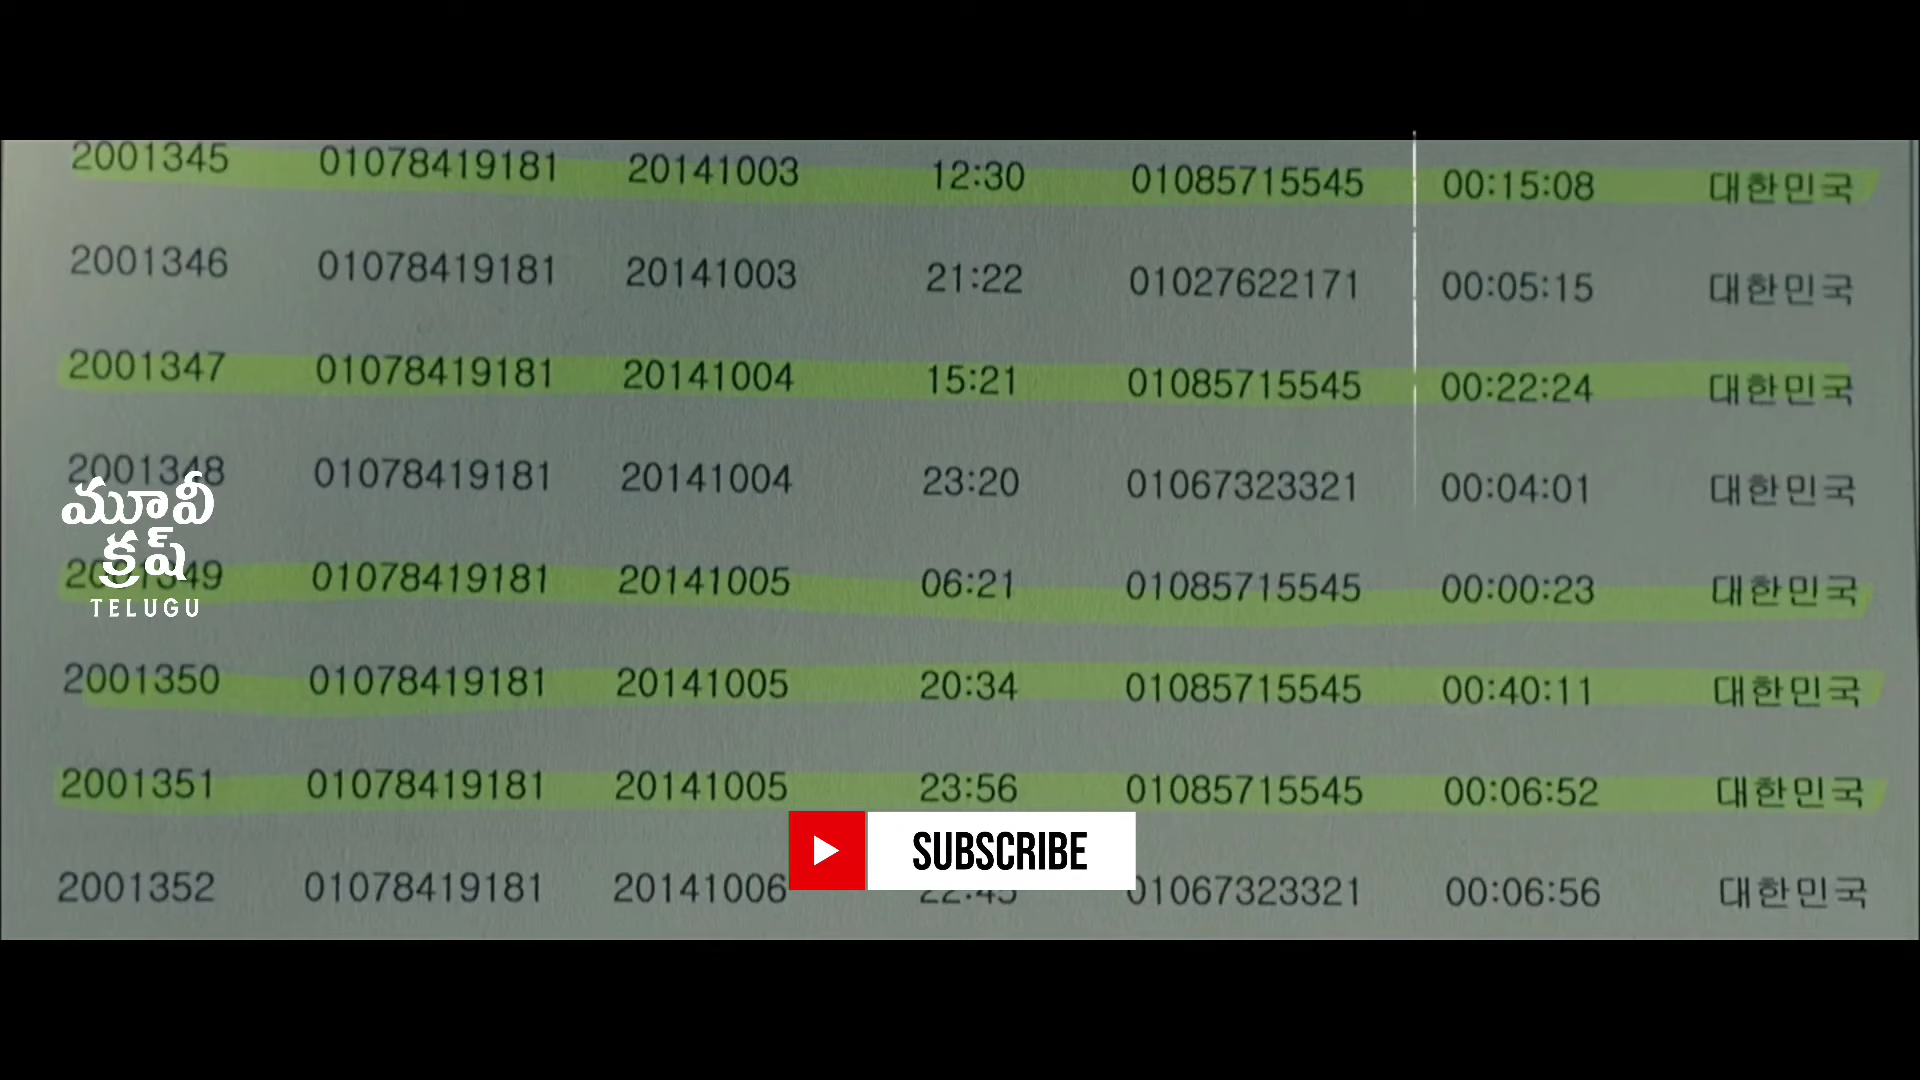 2001345 01078419181 20141003 12:30 01085715545 00:15:08 대한민국
2001346 01078419181 20141003 21:22 01027622171 00:05:15 대한민국
2001347 01078419181 20141004 15:21 01085715545 00:22:24 대한민국
2001348 01078419181 20141004 23:20 01067323321 00:04:01 대한민국
మూవీ
క్రష్
TELUGU
2001349 01078419181 20141005 06:21 01085715545 00:00:23 대한민국
2001350 01078419181 20141005 20:34 01085715545 00:40:11 대한민국
2001351 01078419181 20141005 23:56 01085715545 00:06:52 대한민국
SUBSCRIBE
2001352 01078419181 20141006 22:45 01067323321 00:06:56 대한민국